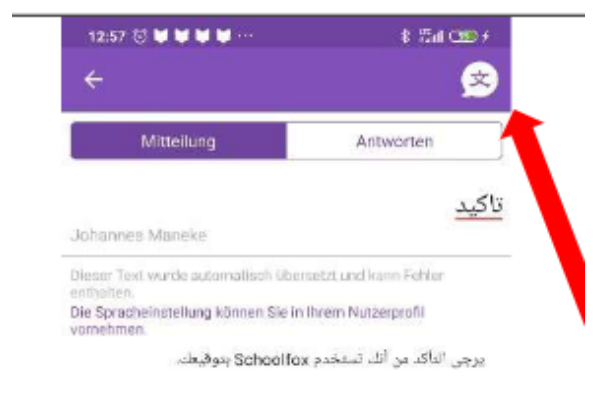 12:57
Mitteilung
Antworten
تاكيد
Johannes Maneke
Dieser Text wurde automatisch übersetzt und kann Fehler
enthalten.
Die Spracheinstellung können Sie in Ihrem Nutzerprofil
vornehmen.
يرجى التأكد من أنك تستخدم Schoolfox بتوقيعك.